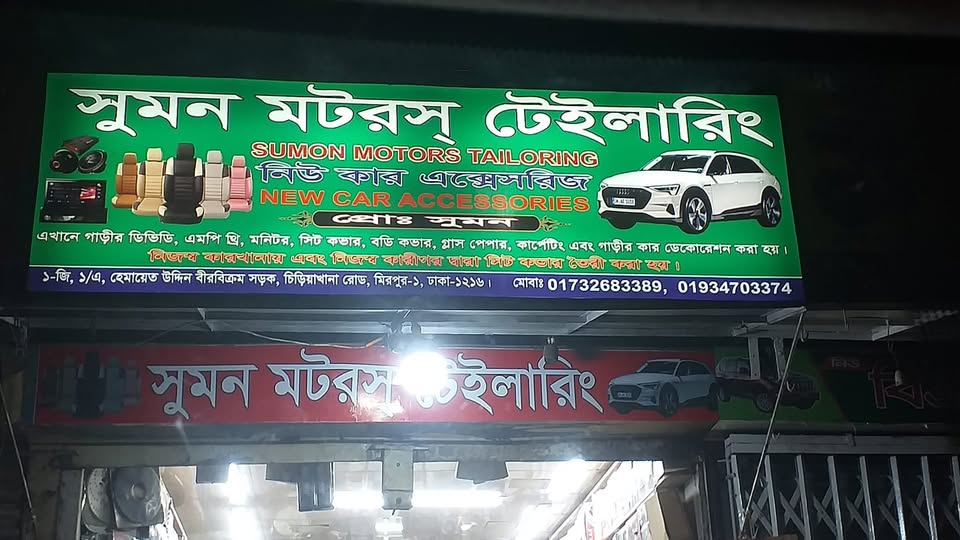 সুমন মটরস্ টেইলারিং
SUMON MOTORS TAILORING
নিউ কার এক্সেসরিজ
NEW CAR ACCESSORIES
প্রোঃ সুমন
এখানে গাড়ীর ডিভিডি, এমপি থ্রি, মনিটর, সিট কভার, বডি কভার, গ্লাস পেপার, কার্পেটিং এবং গাড়ীর কার ডেকোরেশন করা হয়।
নিজস্ব কারখানায় এবং নিজস্ব কারীগর দ্বারা সিট কভার তৈরী করা হয়।
১-জি, ১/এ, হেমায়েত উদ্দিন বীরবিক্রম সড়ক, চিড়িয়াখানা রোড, মিরপুর-১, ঢাকা-১২১৬। মোবাঃ 01732683389, 01934703374
সুমন মটরস্ টেইলারিং
নিউ